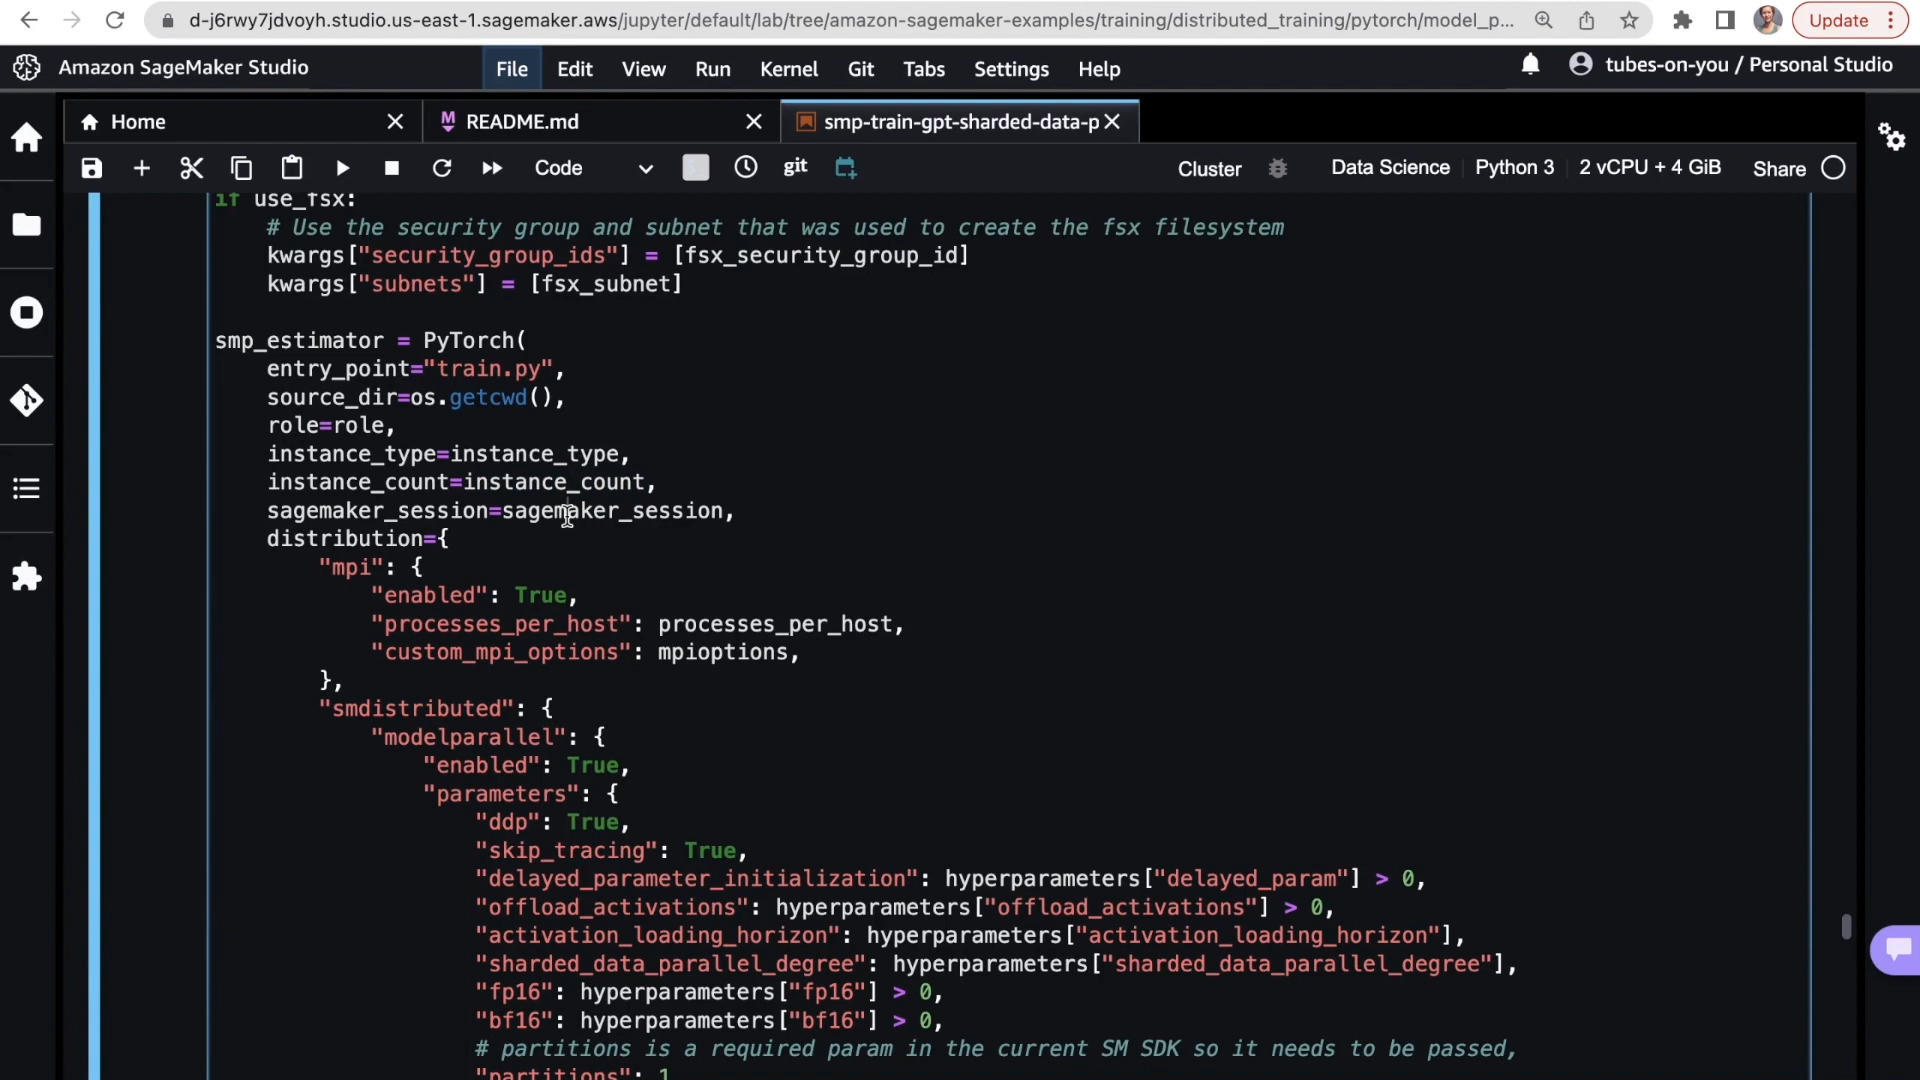 d-j6rwy7jdvoyh.studio.us-east-1.sagemaker.aws/jupyter/default/lab/tree/amazon-sagemaker-examples/training/distributed_training/pytorch/model_p...
Update
Amazon SageMaker Studio
File Edit View Run Kernel Git Tabs Settings Help
tubes-on-you / Personal Studio
Home
README.md
smp-train-gpt-sharded-data-p
Code
git
Cluster
Data Science
Python 3
2 vCPU + 4 GiB
Share
if use_fsx:
# Use the security group and subnet that was used to create the fsx filesystem
kwargs["security_group_ids"] = [fsx_security_group_id]
kwargs["subnets"] = [fsx_subnet]
smp_estimator = PyTorch(
entry_point="train.py",
source_dir=os.getcwd(),
role=role,
instance_type=instance_type,
instance_count=instance_count,
sagemaker_session=sagemaker_session,
distribution={
"mpi": {
"enabled": True,
"processes_per_host": processes_per_host,
"custom_mpi_options": mpioptions,
},
"smdistributed": {
"modelparallel": {
"enabled": True,
"parameters": {
"ddp": True,
"skip_tracing": True,
"delayed_parameter_initialization": hyperparameters["delayed_param"] > 0,
"offload_activations": hyperparameters["offload_activations"] > 0,
"activation_loading_horizon": hyperparameters["activation_loading_horizon"],
"sharded_data_parallel_degree": hyperparameters["sharded_data_parallel_degree"],
"fp16": hyperparameters["fp16"] > 0,
"bf16": hyperparameters["bf16"] > 0,
# partitions is a required param in the current SM SDK so it needs to be passed,
"partitions": 1